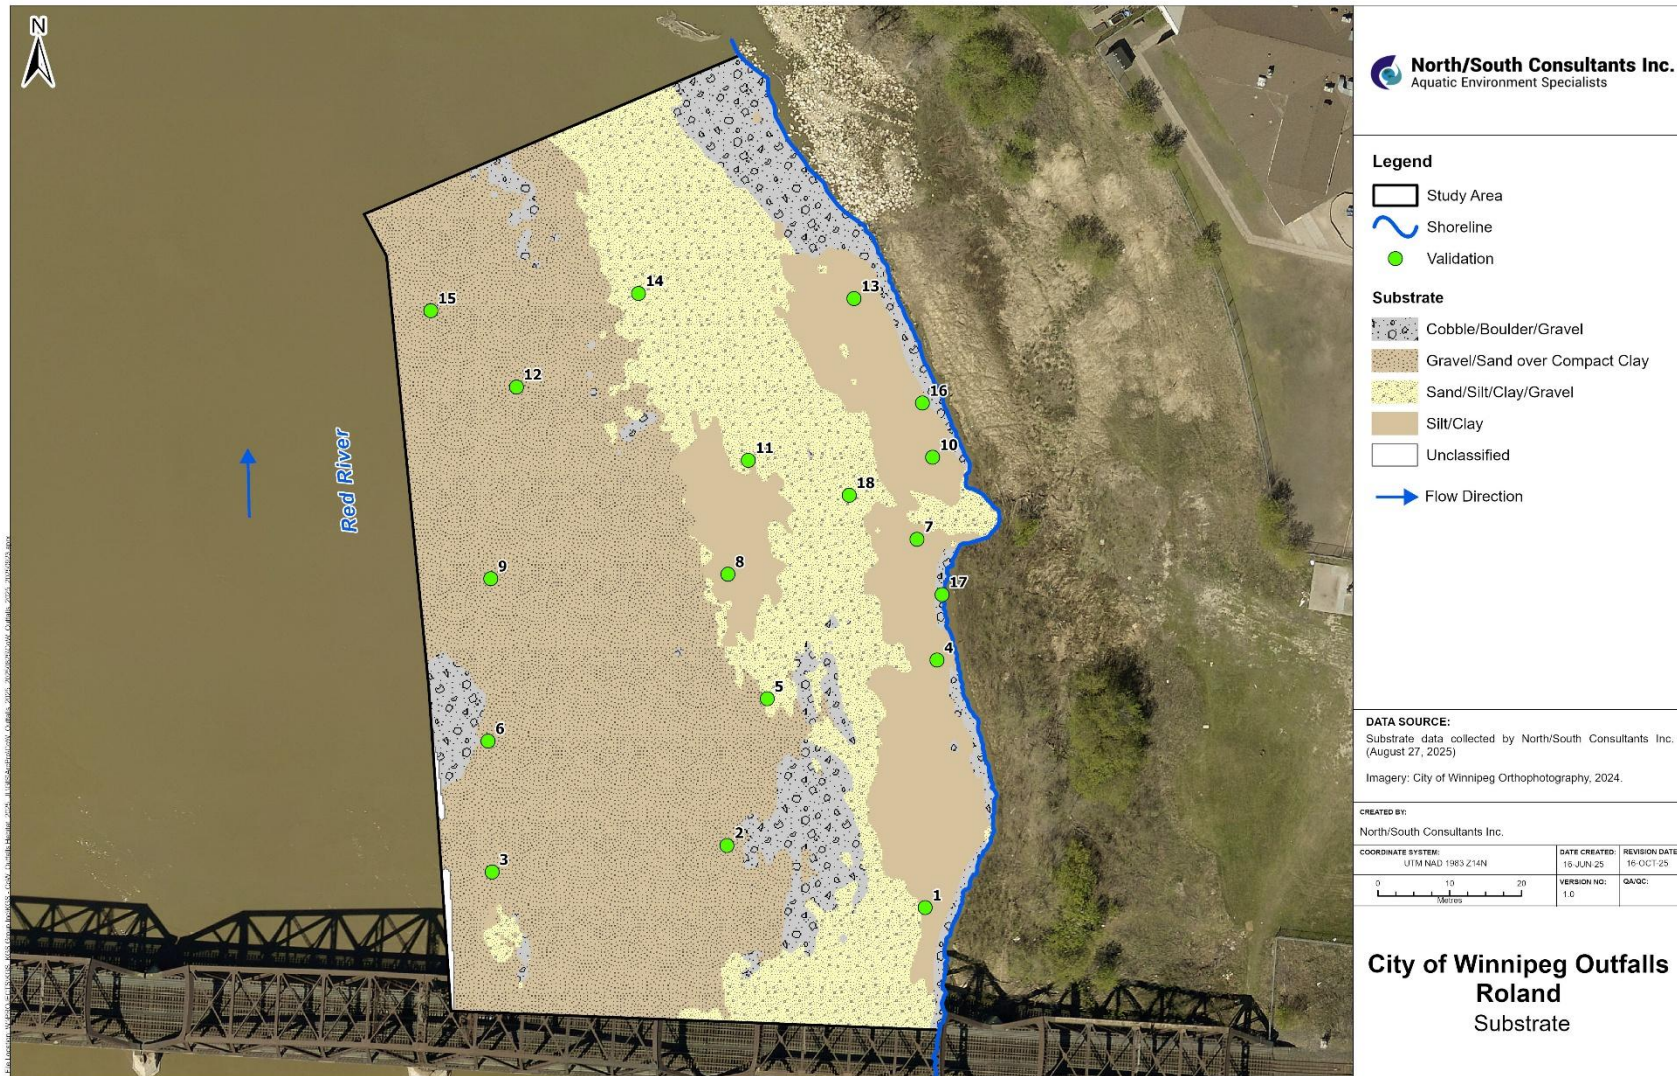 N
Red River
15
14
13
12
16
11
10
18
7
8
9
17
4
5
6
2
3
1
North/South Consultants Inc.
Aquatic Environment Specialists
Legend
Study Area
Shoreline
Validation
Substrate
Cobble/Boulder/Gravel
Gravel/Sand over Compact Clay
Sand/Silt/Clay/Gravel
Silt/Clay
Unclassified
Flow Direction
DATA SOURCE:
Substrate data collected by North/South Consultants Inc.
(August 27, 2025)
Imagery: City of Winnipeg Orthophotography, 2024.
CREATED BY:
North/South Consultants Inc.
COORDINATE SYSTEM:
UTM NAD 1983 Z14N
DATE CREATED:
16-JUN-25
REVISION DATE:
16-OCT-25
0 10 20
Metres
VERSION NO:
1.0
QA/QC:
City of Winnipeg Outfalls
Roland
Substrate